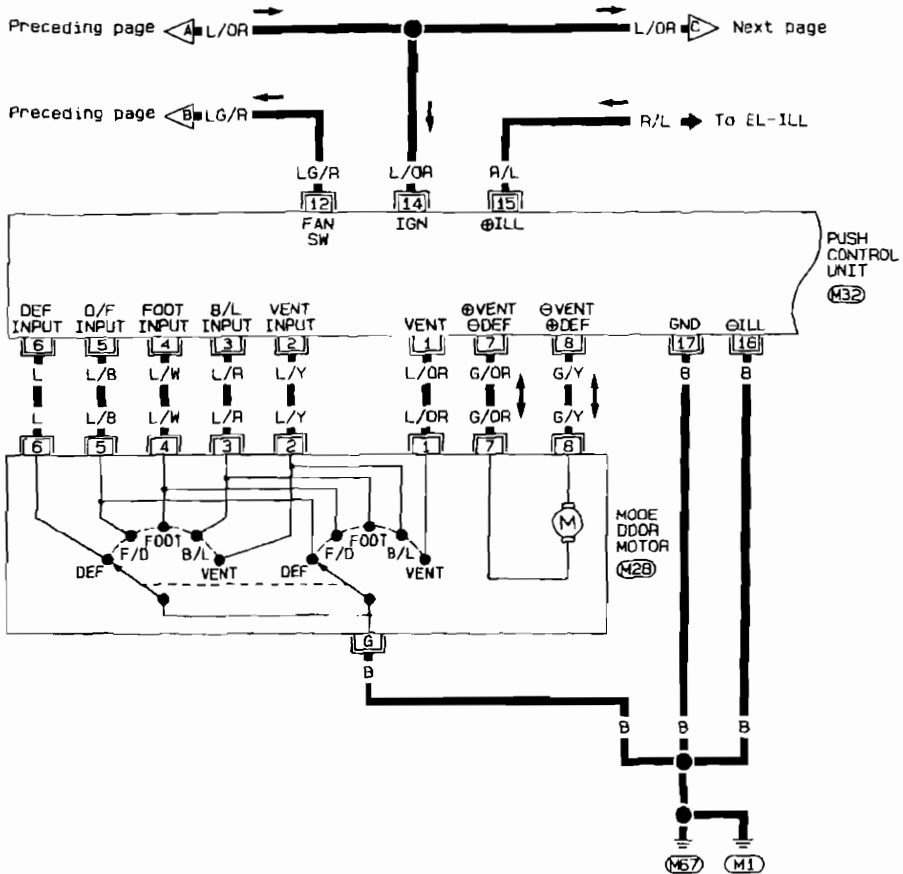 Preceding page A L/OR L/OR C Next page
Preceding page B LG/R R/L To EL-ILL
LG/R L/OR R/L
12 14 15
FAN SW IGN ⊕ILL
PUSH CONTROL UNIT
M32
DEF INPUT O/F INPUT FOOT INPUT B/L INPUT VENT INPUT VENT ⊕VENT ⊖DEF ⊖VENT ⊕DEF GND ⊖ILL
6 5 4 3 2 1 7 8 17 16
L L/B L/W L/R L/Y L/OR G/OR G/Y B B
L L/B L/W L/R L/Y L/OR G/OR G/Y
6 5 4 3 2 1 7 8
DEF F/D FOOT B/L VENT DEF F/D FOOT B/L VENT M
MODE DOOR MOTOR
M28
G
B
B B B
M67 M1